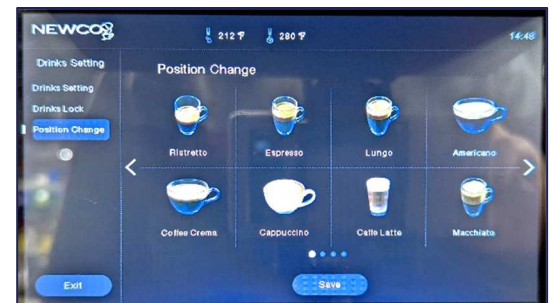 NEWCO
212 °F
280 °F
14:48
Drinks Setting
Drinks Setting
Drinks Lock
Position Change
Exit
Position Change
Ristretto
Espresso
Lungo
Americano
Coffee Crema
Cappuccino
Caffe Latte
Macchiato
Save